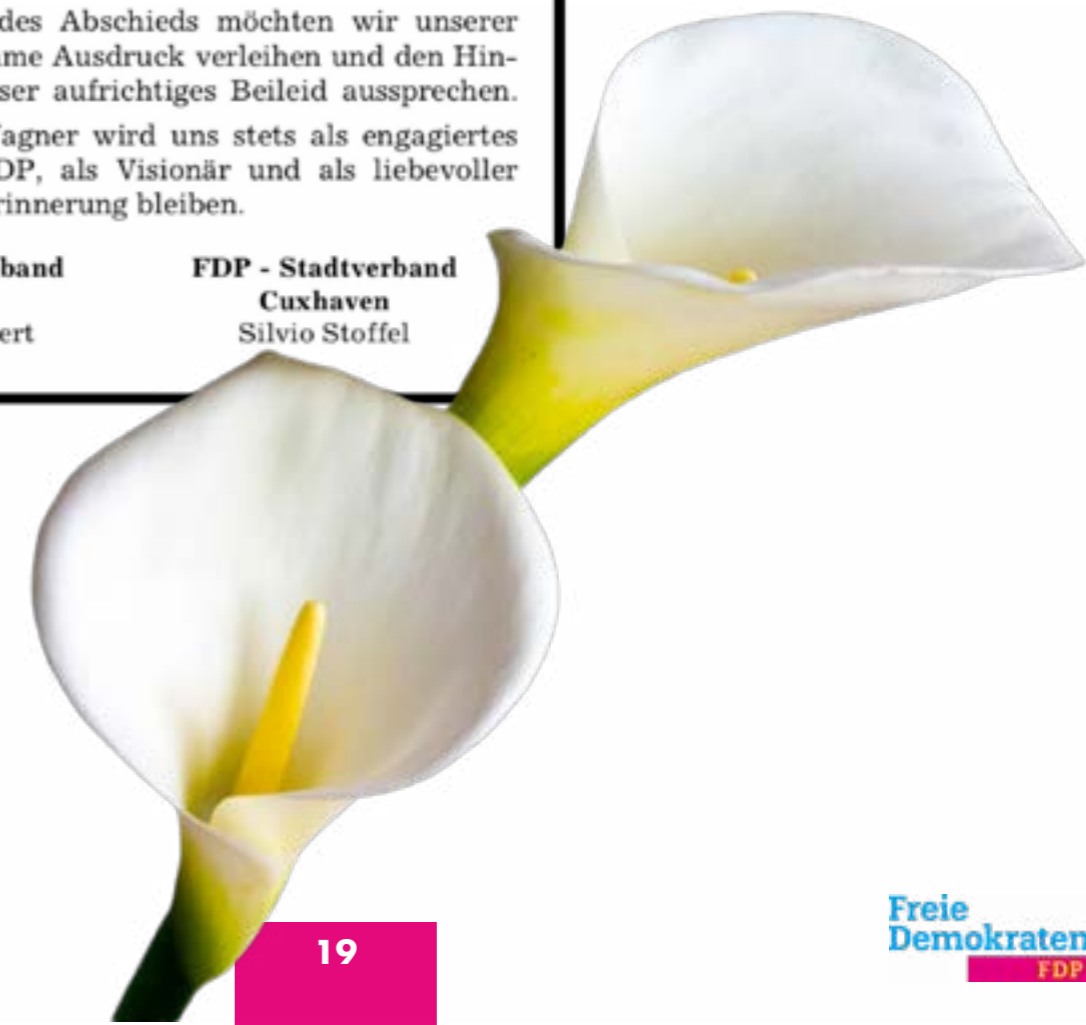 des Abschieds möchten wir unserer
me Ausdruck verleihen und den Hin-
ser aufrichtiges Beileid aussprechen.
agner wird uns stets als engagiertes
DP, als Visionär und als liebevoller
rinnerung bleiben.
band
ert
FDP - Stadtverband
Cuxhaven
Silvio Stoffel
19
Freie
Demokraten
FDP